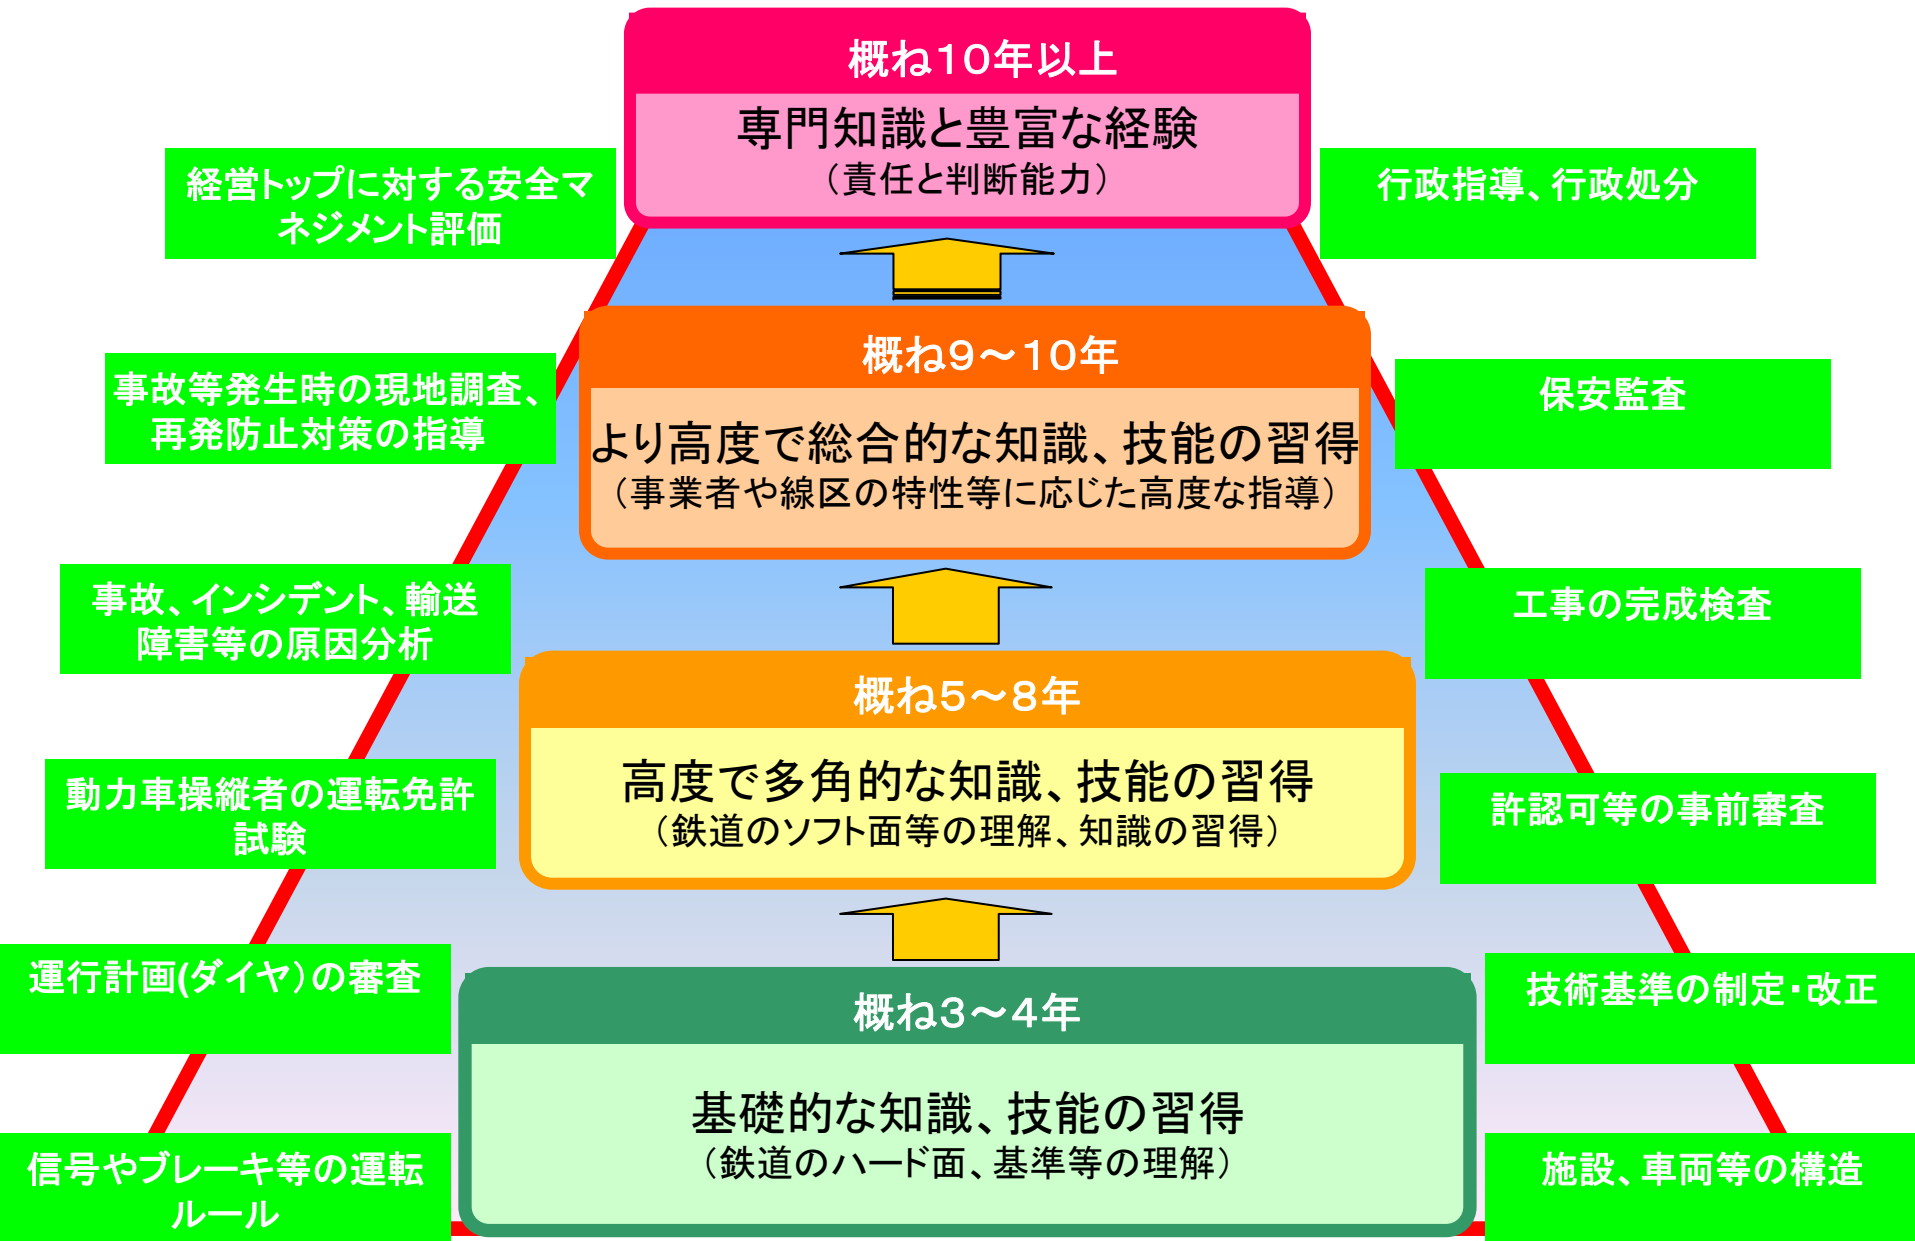 概ね１０年以上
専門知識と豊富な経験
（責任と判断能力）
経営トップに対する安全マ
ネジメント評価
行政指導、行政処分
概ね９～１０年
より高度で総合的な知識、技能の習得
（事業者や線区の特性等に応じた高度な指導）
事故等発生時の現地調査、
再発防止対策の指導
保安監査
事故、インシデント、輸送
障害等の原因分析
工事の完成検査
概ね５～８年
高度で多角的な知識、技能の習得
（鉄道のソフト面等の理解、知識の習得）
動力車操縦者の運転免許
試験
許認可等の事前審査
運行計画(ダイヤ）の審査
技術基準の制定・改正
概ね３～４年
基礎的な知識、技能の習得
（鉄道のハード面、基準等の理解）
信号やブレーキ等の運転
ルール
施設、車両等の構造